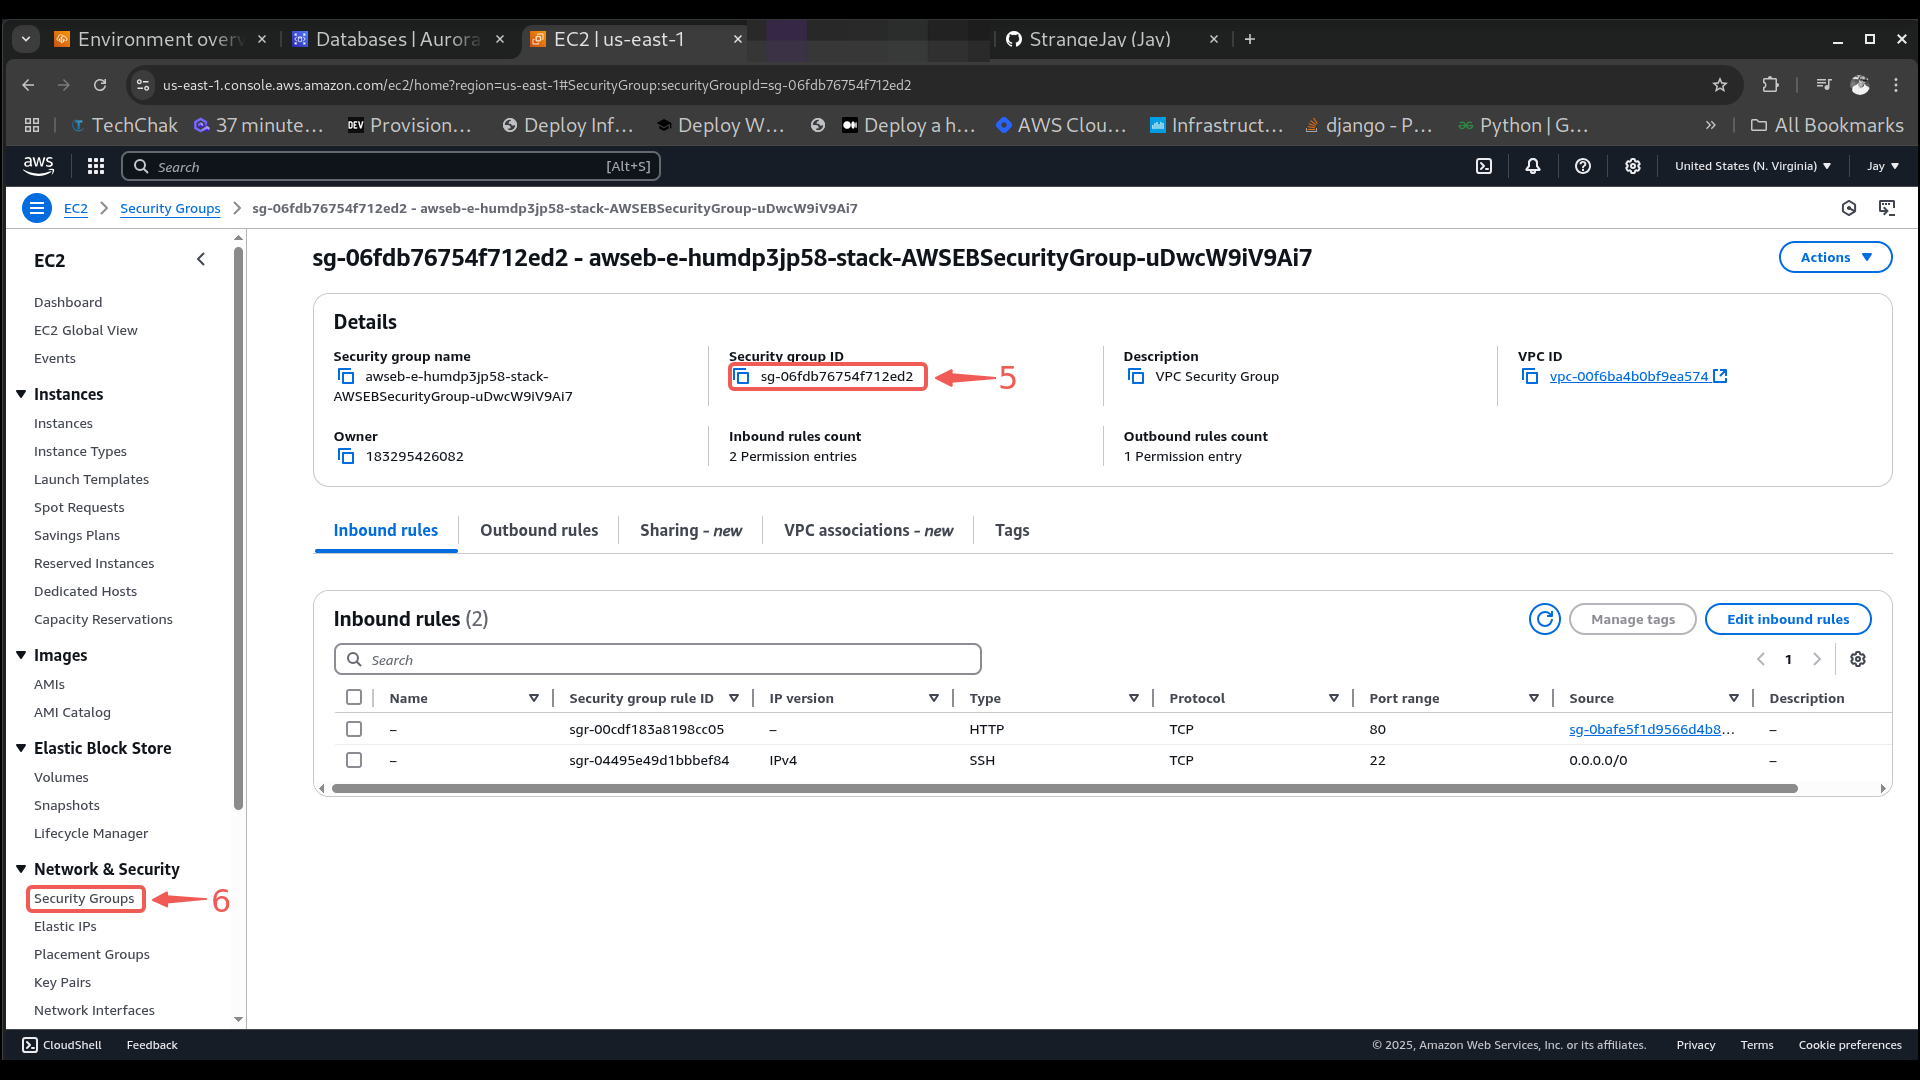 Environment over
Databases | Aurora
EC2 | us-east-1
StrangeJay (Jay)
us-east-1.console.aws.amazon.com/ec2/home?region=us-east-1#SecurityGroup:securityGroupId=sg-06fdb76754f712ed2
TechChak
37 minute...
DEV Provision...
Deploy Inf...
Deploy W...
Deploy a h...
AWS Clou...
Infrastruct...
django - P...
Python | G...
»
All Bookmarks
aws
Search [Alt+S]
United States (N. Virginia)
Jay
EC2 > Security Groups > sg-06fdb76754f712ed2 - awseb-e-humdp3jp58-stack-AWSEBSecurityGroup-uDwcW9iV9Ai7
EC2
Dashboard
EC2 Global View
Events
Instances
Instances
Instance Types
Launch Templates
Spot Requests
Savings Plans
Reserved Instances
Dedicated Hosts
Capacity Reservations
Images
AMIs
AMI Catalog
Elastic Block Store
Volumes
Snapshots
Lifecycle Manager
Network & Security
Security Groups
6
Elastic IPs
Placement Groups
Key Pairs
Network Interfaces
sg-06fdb76754f712ed2 - awseb-e-humdp3jp58-stack-AWSEBSecurityGroup-uDwcW9iV9Ai7
Actions
Details
Security group name
awseb-e-humdp3jp58-stack-
AWSEBSecurityGroup-uDwcW9iV9Ai7
Security group ID
sg-06fdb76754f712ed2
5
Description
VPC Security Group
VPC ID
vpc-00f6ba4b0bf9ea574
Owner
183295426082
Inbound rules count
2 Permission entries
Outbound rules count
1 Permission entry
Inbound rules
Outbound rules
Sharing - new
VPC associations - new
Tags
Inbound rules (2)
Manage tags
Edit inbound rules
Search
1
Name Security group rule ID IP version Type Protocol Port range Source Description
– sgr-00cdf183a8198cc05 – HTTP TCP 80 sg-0bafe5f1d9566d4b8... –
– sgr-04495e49d1bbbef84 IPv4 SSH TCP 22 0.0.0.0/0 –
CloudShell
Feedback
© 2025, Amazon Web Services, Inc. or its affiliates.
Privacy
Terms
Cookie preferences